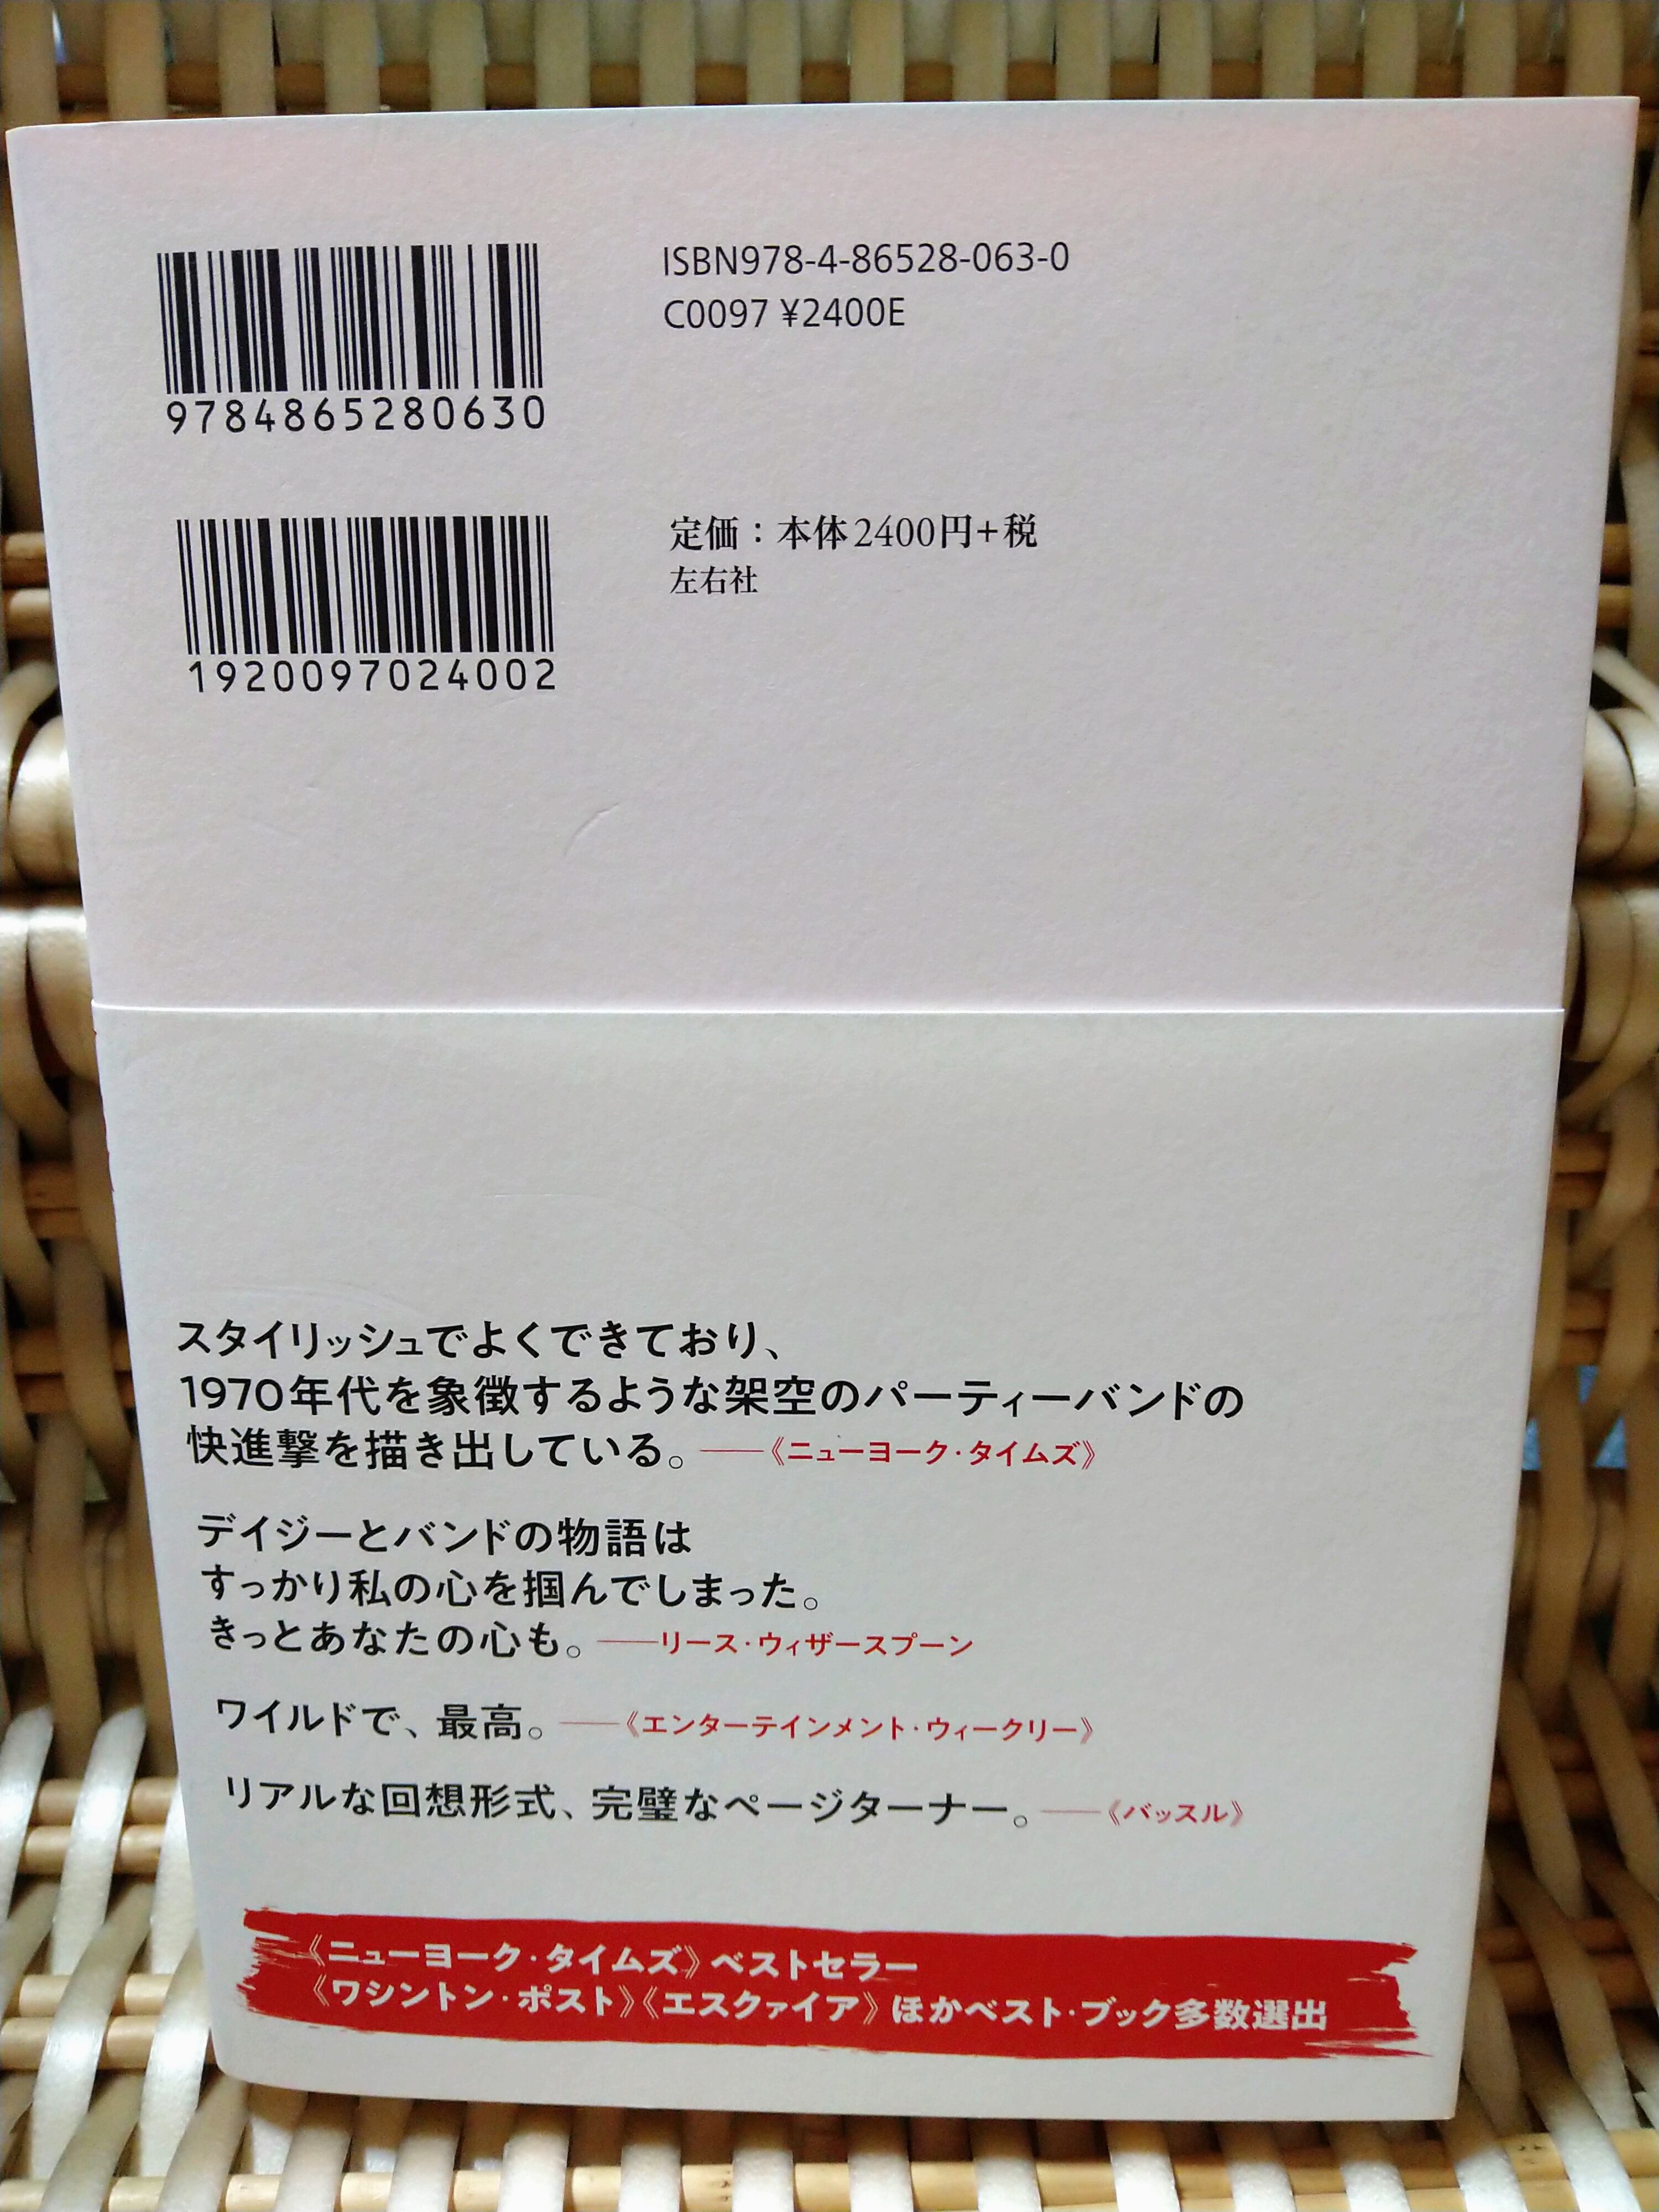 ISBN978-4-86528-063-0
C0097 ¥2400E
9784865280630
定価：本体2400円+税
左右社
1920097024002
スタイリッシュでよくできており、
1970年代を象徴するような架空のパーティーバンドの
快進撃を描き出している。——《ニューヨーク・タイムズ》
デイジーとバンドの物語は
すっかり私の心を掴んでしまった。
きっとあなたの心も。——リース・ウィザースプーン
ワイルドで、最高。——《エンターテインメント・ウィークリー》
リアルな回想形式、完璧なページターナー。——《バッスル》
《ニューヨーク・タイムズ》ベストセラー
《ワシントン・ポスト》《エスクァイア》ほかベスト・ブック多数選出